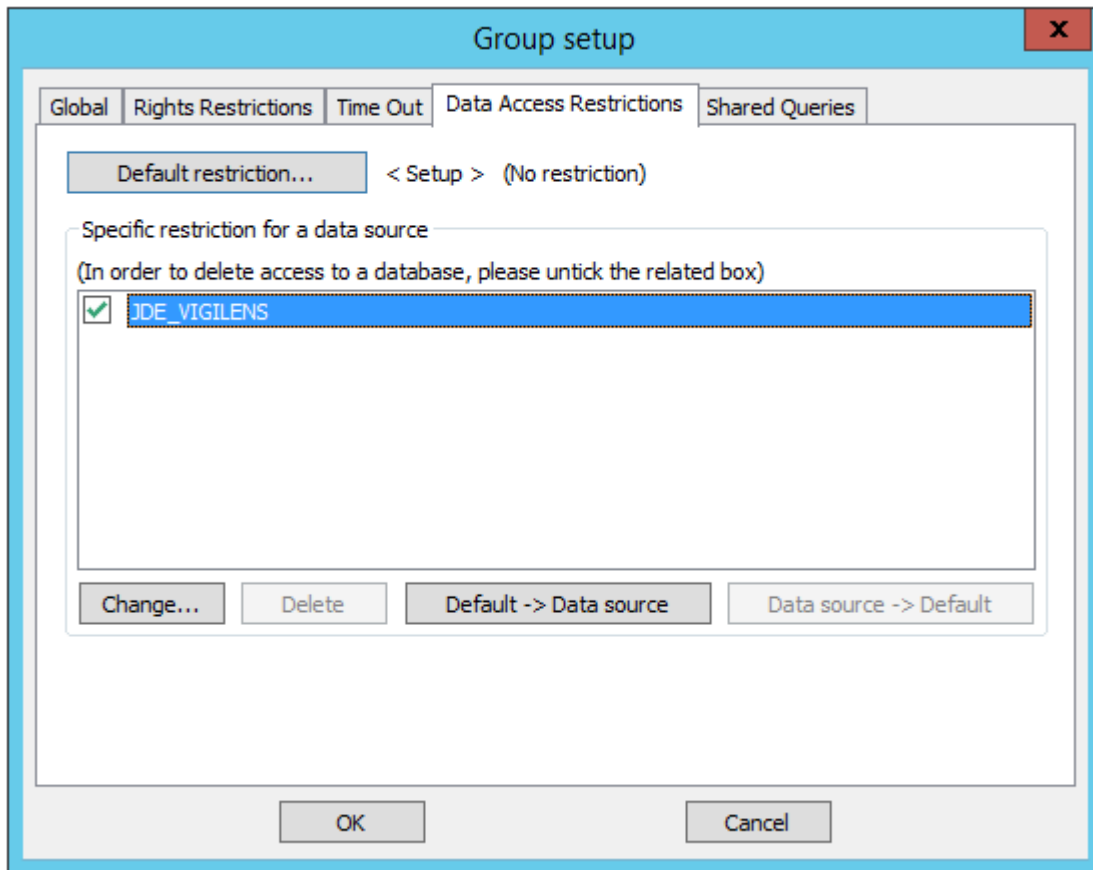 Group setup
x
Global Rights Restrictions Time Out Data Access Restrictions Shared Queries
Default restriction... < Setup > (No restriction)
Specific restriction for a data source
(In order to delete access to a database, please untick the related box)
JDE_VIGILENS
Change... Delete Default -> Data source Data source -> Default
OK Cancel